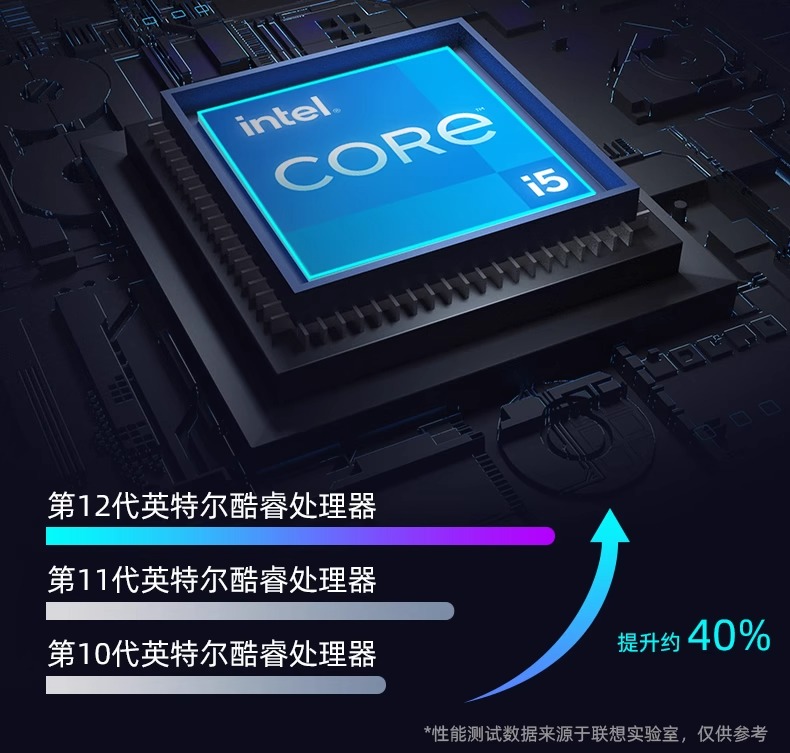 intel®
CORE™
i5
第12代英特尔酷睿处理器
第11代英特尔酷睿处理器
第10代英特尔酷睿处理器
提升约 40%
*性能测试数据来源于联想实验室，仅供参考